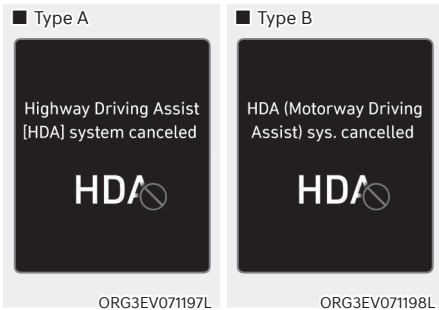 ■ Type A
Highway Driving Assist
[HDA] system canceled
HDA
ORG3EV071197L
■ Type B
HDA (Motorway Driving
Assist) sys. cancelled
HDA
ORG3EV071198L